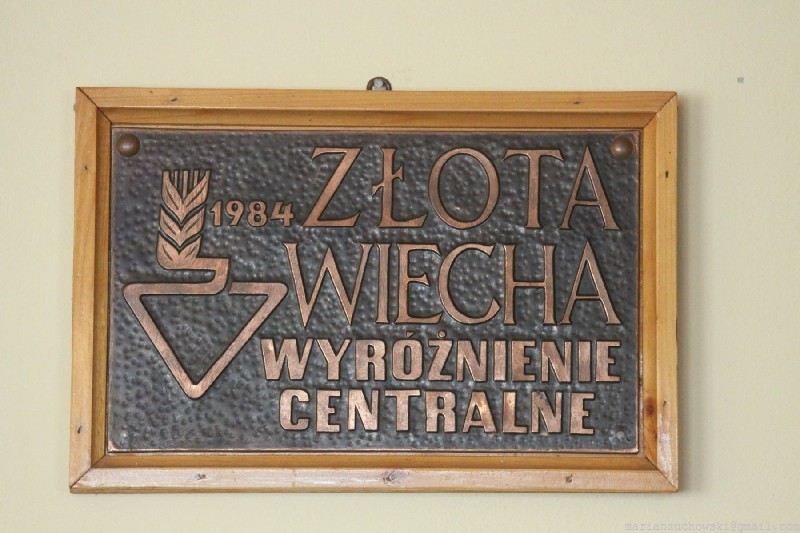 1984 ZŁOTA
WIECHA
WYRÓŻNIENIE
CENTRALNE
marianzuchowski@gmail.com